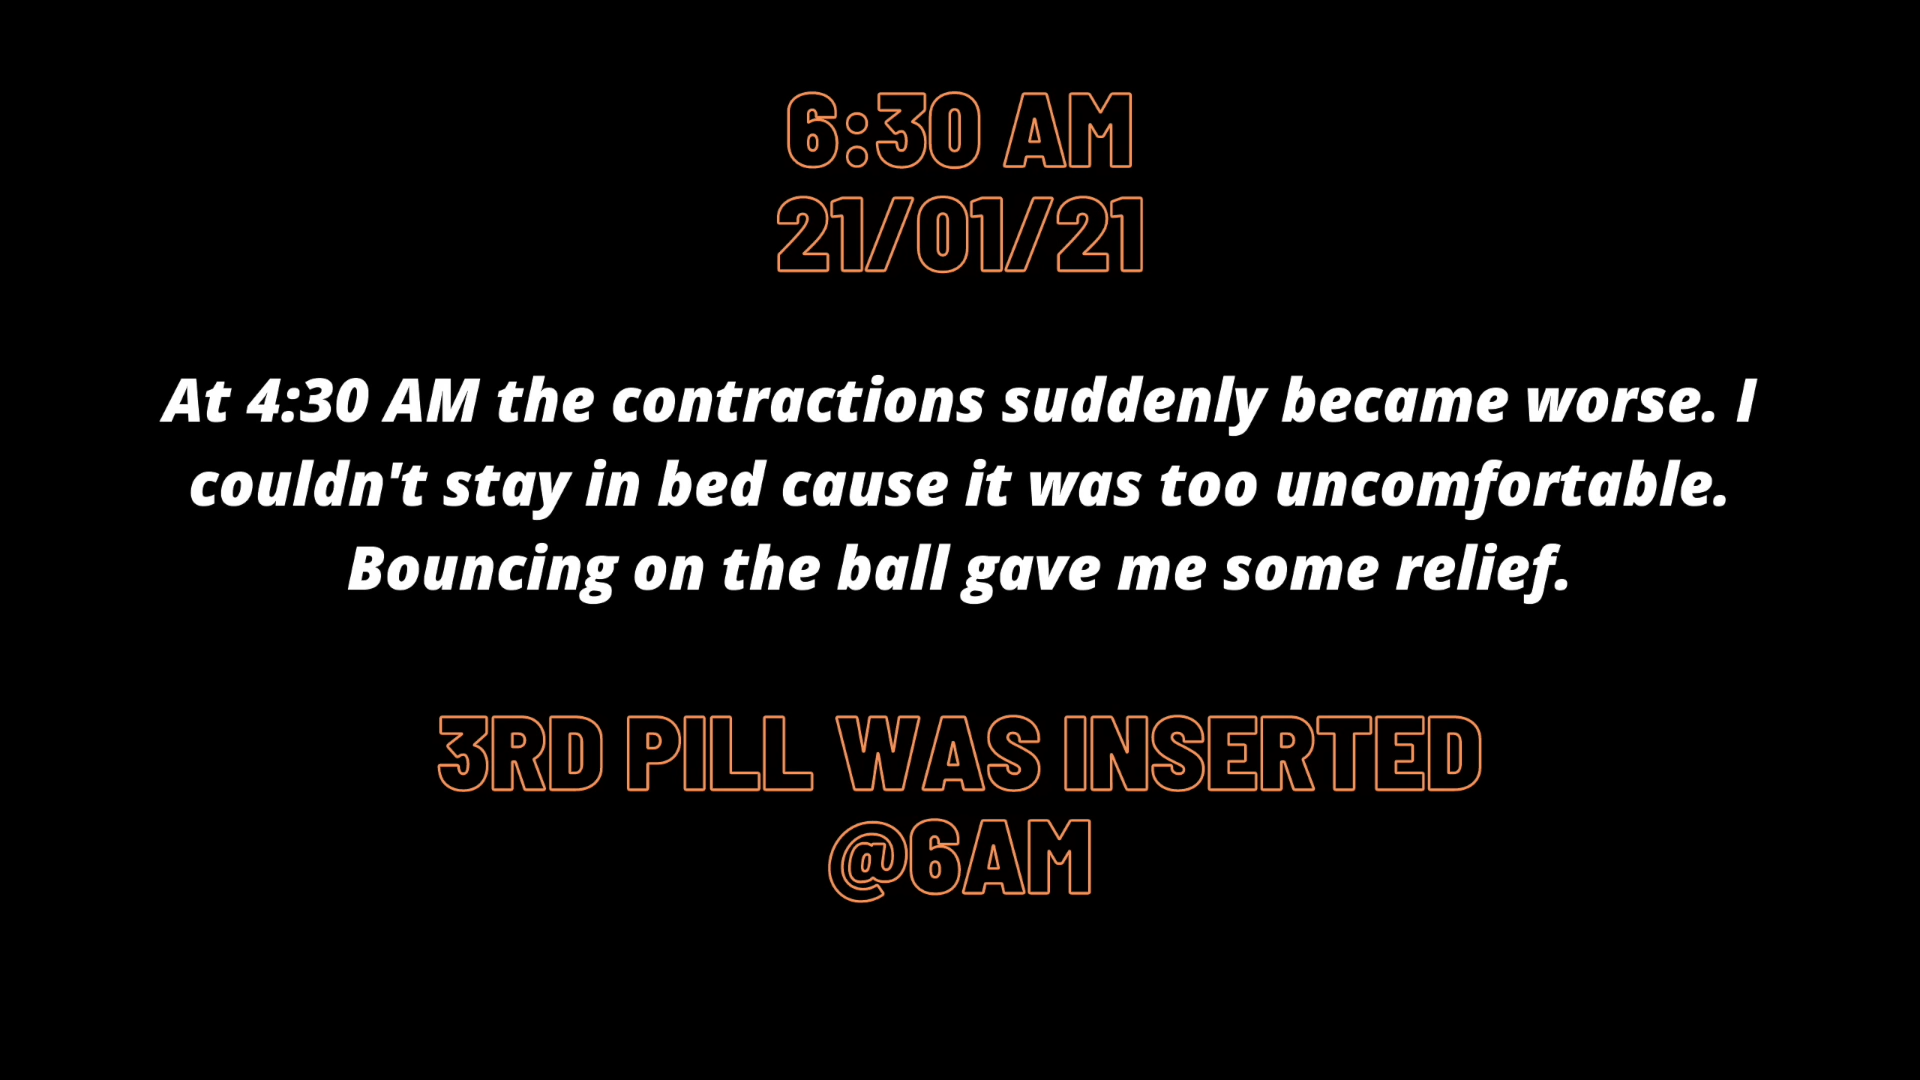 6:30 AM
21/01/21
At 4:30 AM the contractions suddenly became worse. I
couldn't stay in bed cause it was too uncomfortable.
Bouncing on the ball gave me some relief.
3RD PILL WAS INSERTED
@6AM